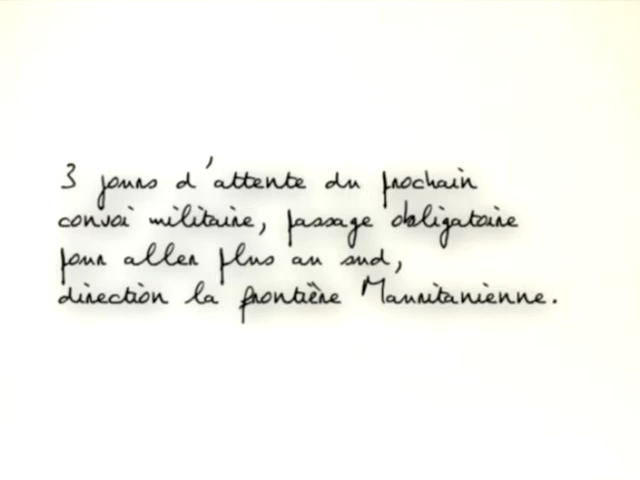 3 jours d'attente du prochain
convoi militaire, passage obligatoire
pour aller plus au sud,
direction la frontière Mauritanienne.